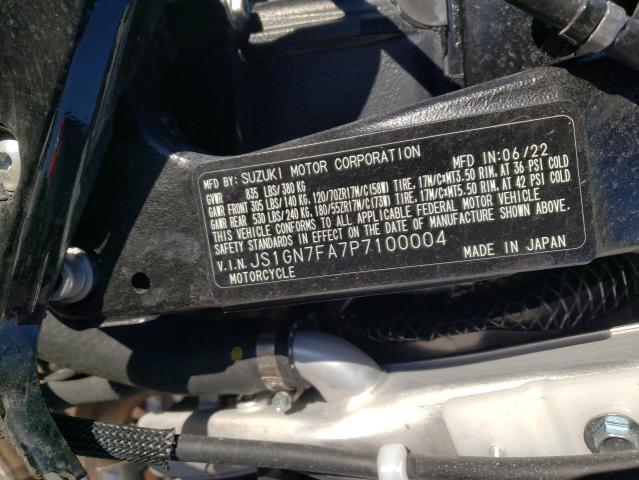 MFD BY: SUZUKI MOTOR CORPORATION MFD IN: 06/22
GVWR 835 LBS/380 KG
GAWR FRONT 305 LBS/140 KG, 120/70ZR17M/C(58W) TIRE, 17M/C×MT3.50 RIM, AT 36 PSI COLD
GAWR REAR 530 LBS/240 KG, 180/55ZR17M/C(73W) TIRE, 17M/C×MT5.50 RIM, AT 42 PSI COLD
THIS VEHICLE CONFORMS TO ALL APPLICABLE FEDERAL MOTOR VEHICLE
SAFETY STANDARDS IN EFFECT ON THE DATE OF MANUFACTURE SHOWN ABOVE.
V.I.N. JS1GN7FA7P7100004 MADE IN JAPAN
MOTORCYCLE